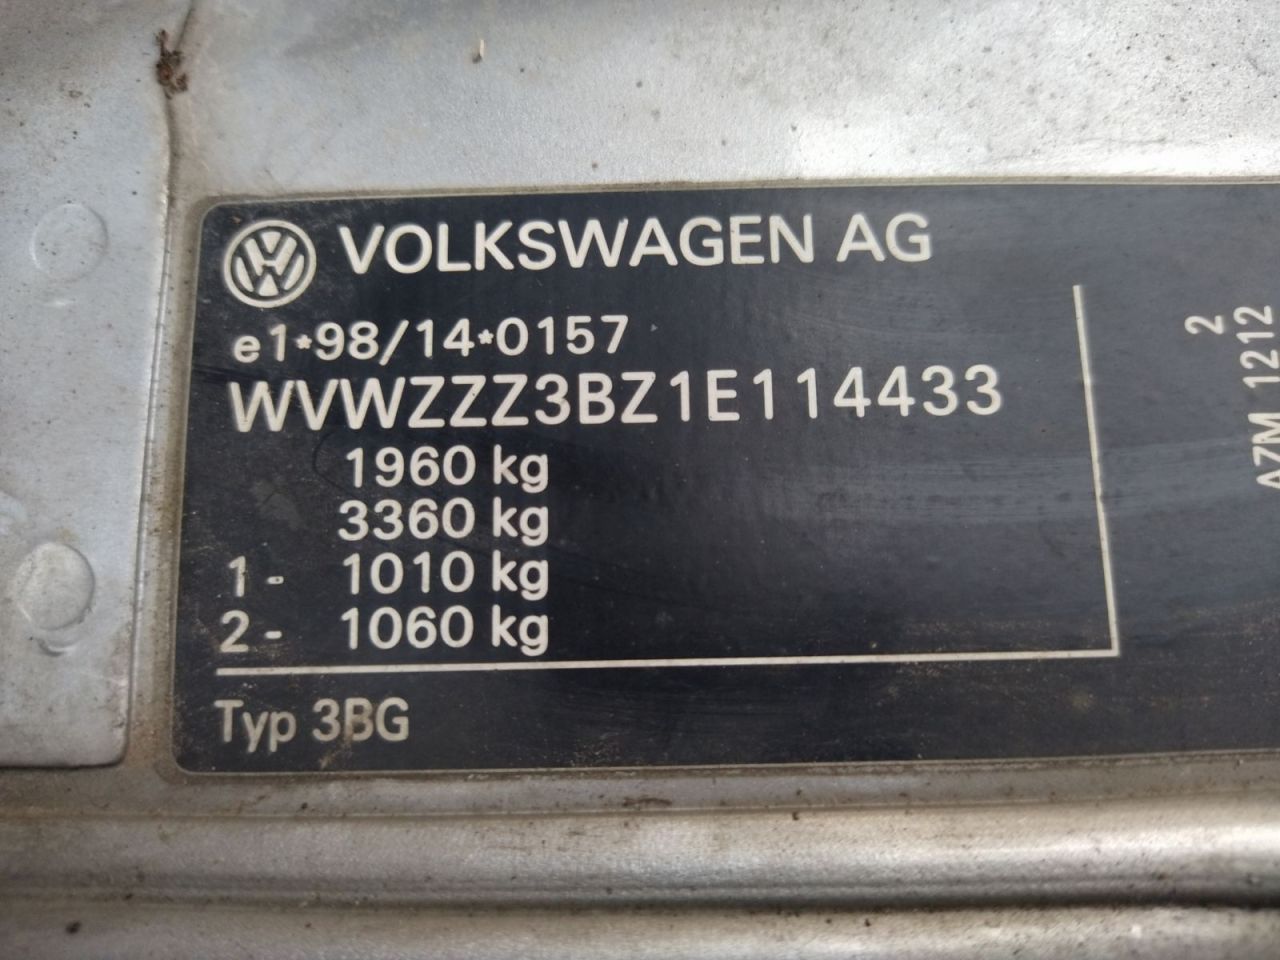 VOLKSWAGEN AG
e1*98/14*0157
WVWZZZ3BZ1E114433
1960 kg
3360 kg
1- 1010 kg
2- 1060 kg
Typ 3BG
2
AZM 1212